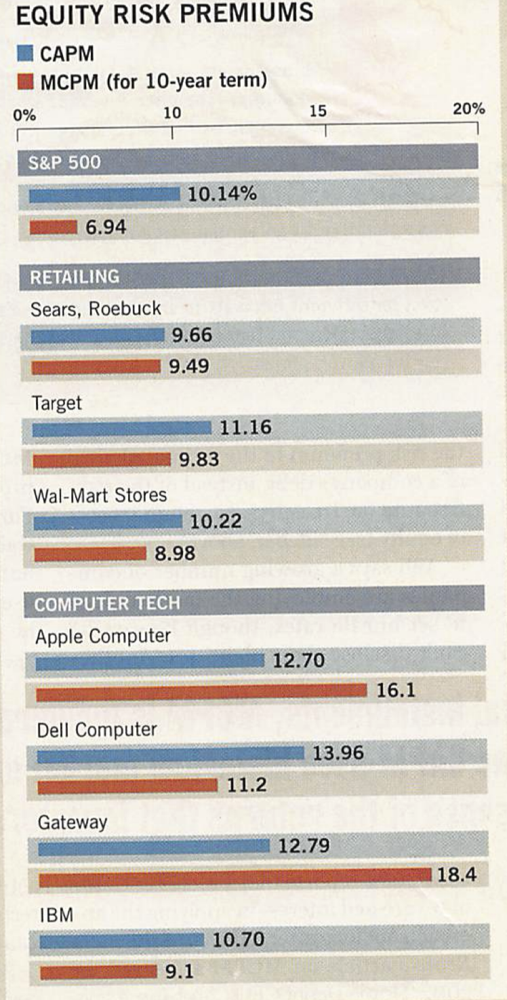 EQUITY RISK PREMIUMS
CAPM
MCPM (for 10-year term)
0% 10 15 20%
S&P 500
10.14%
6.94
RETAILING
Sears, Roebuck
9.66
9.49
Target
11.16
9.83
Wal-Mart Stores
10.22
8.98
COMPUTER TECH
Apple Computer
12.70
16.1
Dell Computer
13.96
11.2
Gateway
12.79
18.4
IBM
10.70
9.1